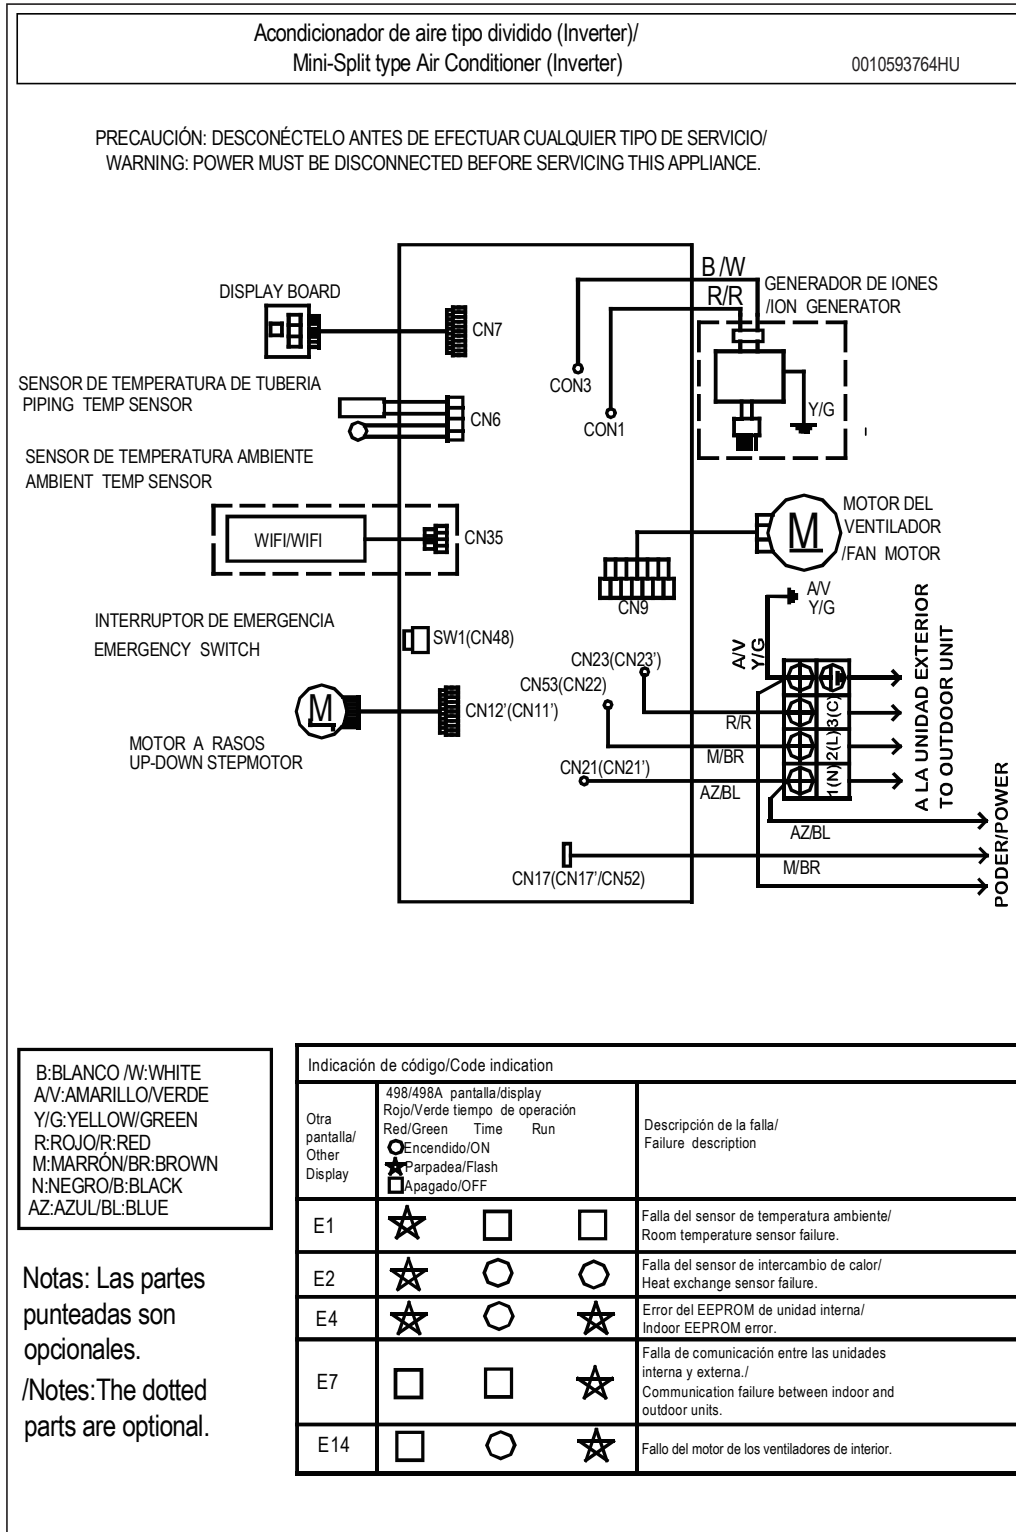 Acondicionador de aire tipo dividido (Inverter)/
Mini-Split type Air Conditioner (Inverter)
0010593764HU
PRECAUCIÓN: DESCONÉCTELO ANTES DE EFECTUAR CUALQUIER TIPO DE SERVICIO/
WARNING: POWER MUST BE DISCONNECTED BEFORE SERVICING THIS APPLIANCE.
B/W
R/R
GENERADOR DE IONES
/ION GENERATOR
DISPLAY BOARD
CN7
CON3
CON1
Y/G
SENSOR DE TEMPERATURA DE TUBERIA
PIPING TEMP SENSOR
CN6
SENSOR DE TEMPERATURA AMBIENTE
AMBIENT TEMP SENSOR
WIFI/WIFI
CN35
MOTOR DEL
VENTILADOR
/FAN MOTOR
M
CN9
A/V
Y/G
INTERRUPTOR DE EMERGENCIA
EMERGENCY SWITCH
SW1(CN48)
A/V
Y/G
CN23(CN23')
CN53(CN22)
M
CN12'(CN11')
MOTOR A RASOS
UP-DOWN STEPMOTOR
R/R
M/BR
CN21(CN21')
AZ/BL
3(C)
2(L)
1(N)
A LA UNIDAD EXTERIOR
TO OUTDOOR UNIT
AZ/BL
M/BR
CN17(CN17'/CN52)
PODER/POWER
B:BLANCO /W:WHITE
A/V:AMARILLO/VERDE
Y/G:YELLOW/GREEN
R:ROJO/R:RED
M:MARRÓN/BR:BROWN
N:NEGRO/B:BLACK
AZ:AZUL/BL:BLUE
Notas: Las partes
punteadas son
opcionales.
/Notes:The dotted
parts are optional.
Indicación de código/Code indication
Otra
pantalla/
Other
Display
498/498A pantalla/display
Rojo/Verde tiempo de operación
Red/Green Time Run
Encendido/ON
Parpadea/Flash
Apagado/OFF
Descripción de la falla/
Failure description
E1
Falla del sensor de temperatura ambiente/
Room temperature sensor failure.
E2
Falla del sensor de intercambio de calor/
Heat exchange sensor failure.
E4
Error del EEPROM de unidad interna/
Indoor EEPROM error.
E7
Falla de comunicación entre las unidades
interna y externa./
Communication failure between indoor and
outdoor units.
E14
Fallo del motor de los ventiladores de interior.